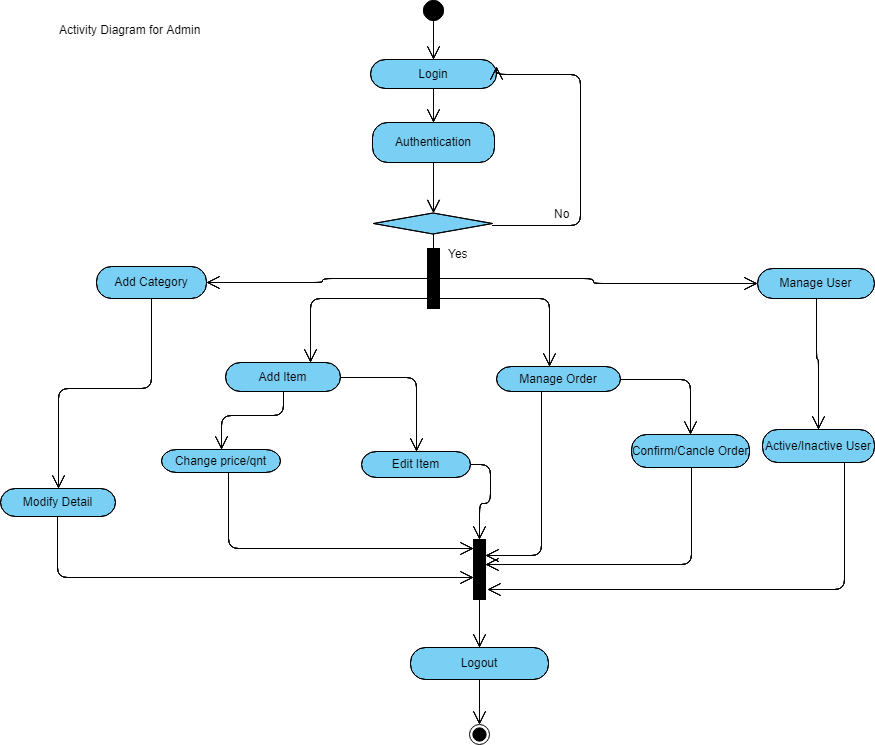 Activity Diagram for Admin
Login
Authentication
No
Yes
Add Category
Manage User
Add Item
Manage Order
Change price/qnt
Edit Item
Confirm/Cancle Order
Active/Inactive User
Modify Detail
Logout